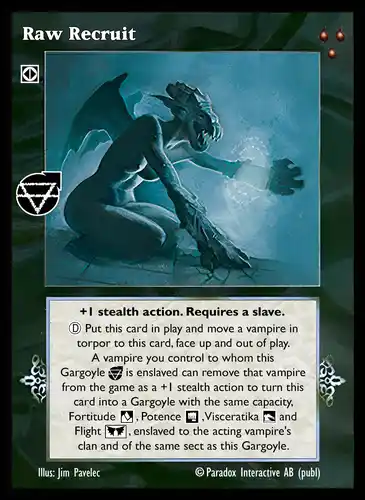 Raw Recruit
+1 stealth action. Requires a slave.
Ⓓ Put this card in play and move a vampire in
torpor to this card, face up and out of play.
A vampire you control to whom this
Gargoyle is enslaved can remove that vampire
from the game as a +1 stealth action to turn this
card into a Gargoyle with the same capacity,
Fortitude , Potence , Visceratika and
Flight , enslaved to the acting vampire's
clan and of the same sect as this Gargoyle.
Illus: Jim Pavelec © Paradox Interactive AB (publ)